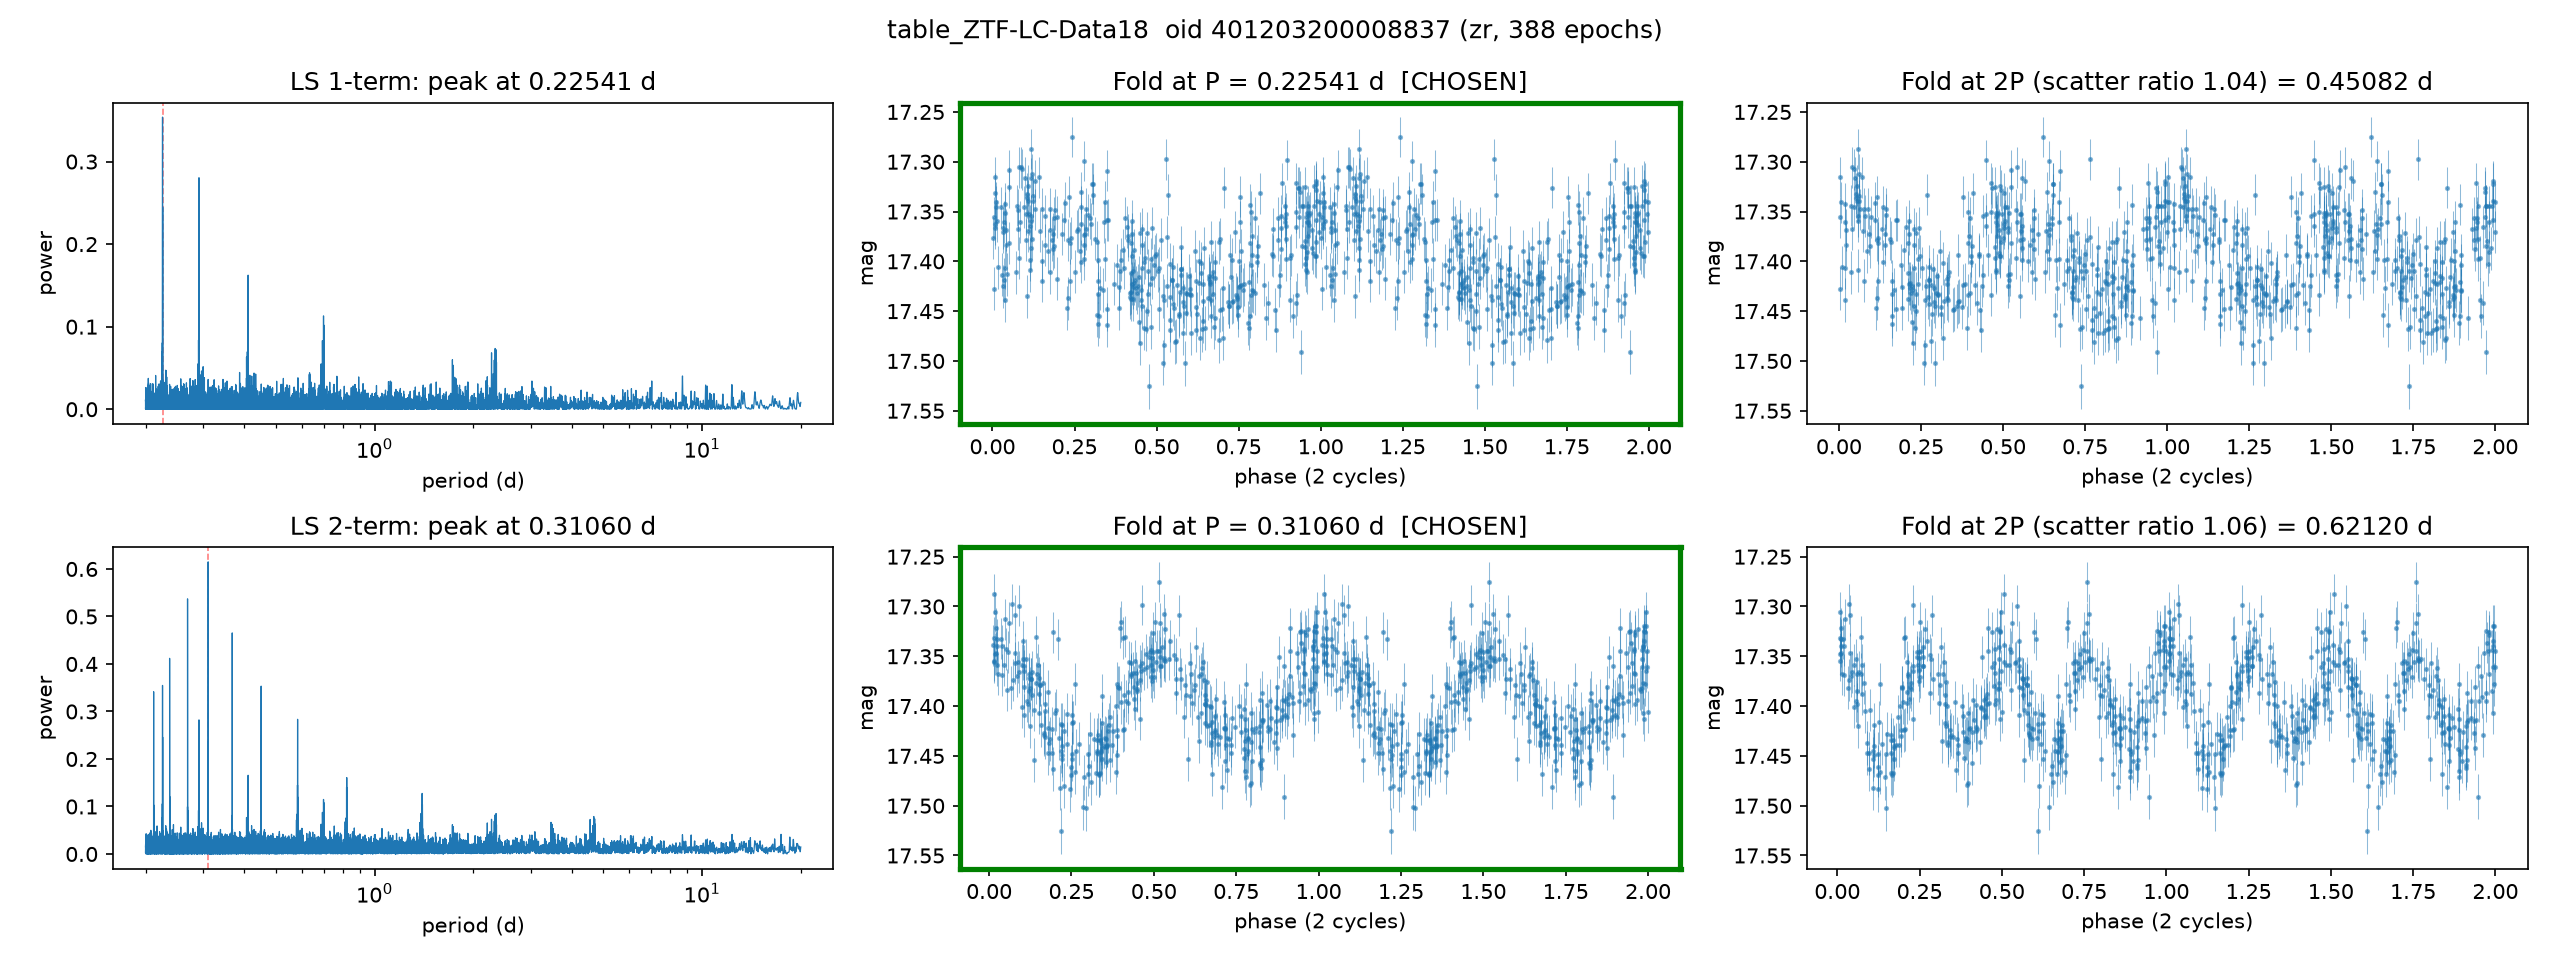 table_ZTF-LC-Data18  oid 401203200008837 (zr, 388 epochs)
LS 1-term: peak at 0.22541 d
power
0.3
0.2
0.1
0.0
10⁰
10¹
period (d)
Fold at P = 0.22541 d  [CHOSEN]
mag
17.25
17.30
17.35
17.40
17.45
17.50
17.55
0.00 0.25 0.50 0.75 1.00 1.25 1.50 1.75 2.00
phase (2 cycles)
Fold at 2P (scatter ratio 1.04) = 0.45082 d
mag
17.25
17.30
17.35
17.40
17.45
17.50
17.55
0.00 0.25 0.50 0.75 1.00 1.25 1.50 1.75 2.00
phase (2 cycles)
LS 2-term: peak at 0.31060 d
power
0.6
0.5
0.4
0.3
0.2
0.1
0.0
10⁰
10¹
period (d)
Fold at P = 0.31060 d  [CHOSEN]
mag
17.25
17.30
17.35
17.40
17.45
17.50
17.55
0.00 0.25 0.50 0.75 1.00 1.25 1.50 1.75 2.00
phase (2 cycles)
Fold at 2P (scatter ratio 1.06) = 0.62120 d
mag
17.25
17.30
17.35
17.40
17.45
17.50
17.55
0.00 0.25 0.50 0.75 1.00 1.25 1.50 1.75 2.00
phase (2 cycles)